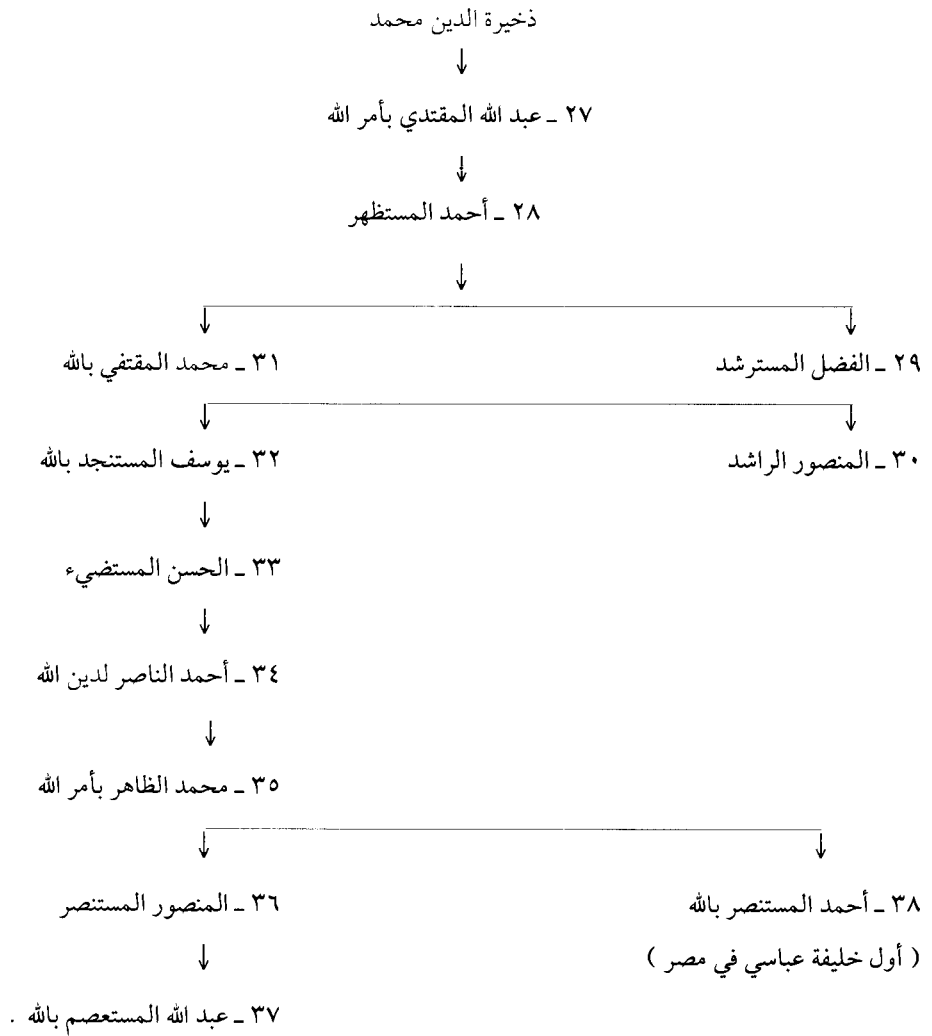 ذخيرة الدين محمد
٢٧ ـ عبد الله المقتدي بأمر الله
٢٨ ـ أحمد المستظهر
٢٩ ـ الفضل المسترشد
٣١ ـ محمد المقتفي بالله
٣٠ ـ المنصور الراشد
٣٢ ـ يوسف المستنجد بالله
٣٣ ـ الحسن المستضيء
٣٤ ـ أحمد الناصر لدين الله
٣٥ ـ محمد الظاهر بأمر الله
٣٨ ـ أحمد المستنصر بالله
٣٦ ـ المنصور المستنصر
( أول خليفة عباسي في مصر )
٣٧ ـ عبد الله المستعصم بالله .